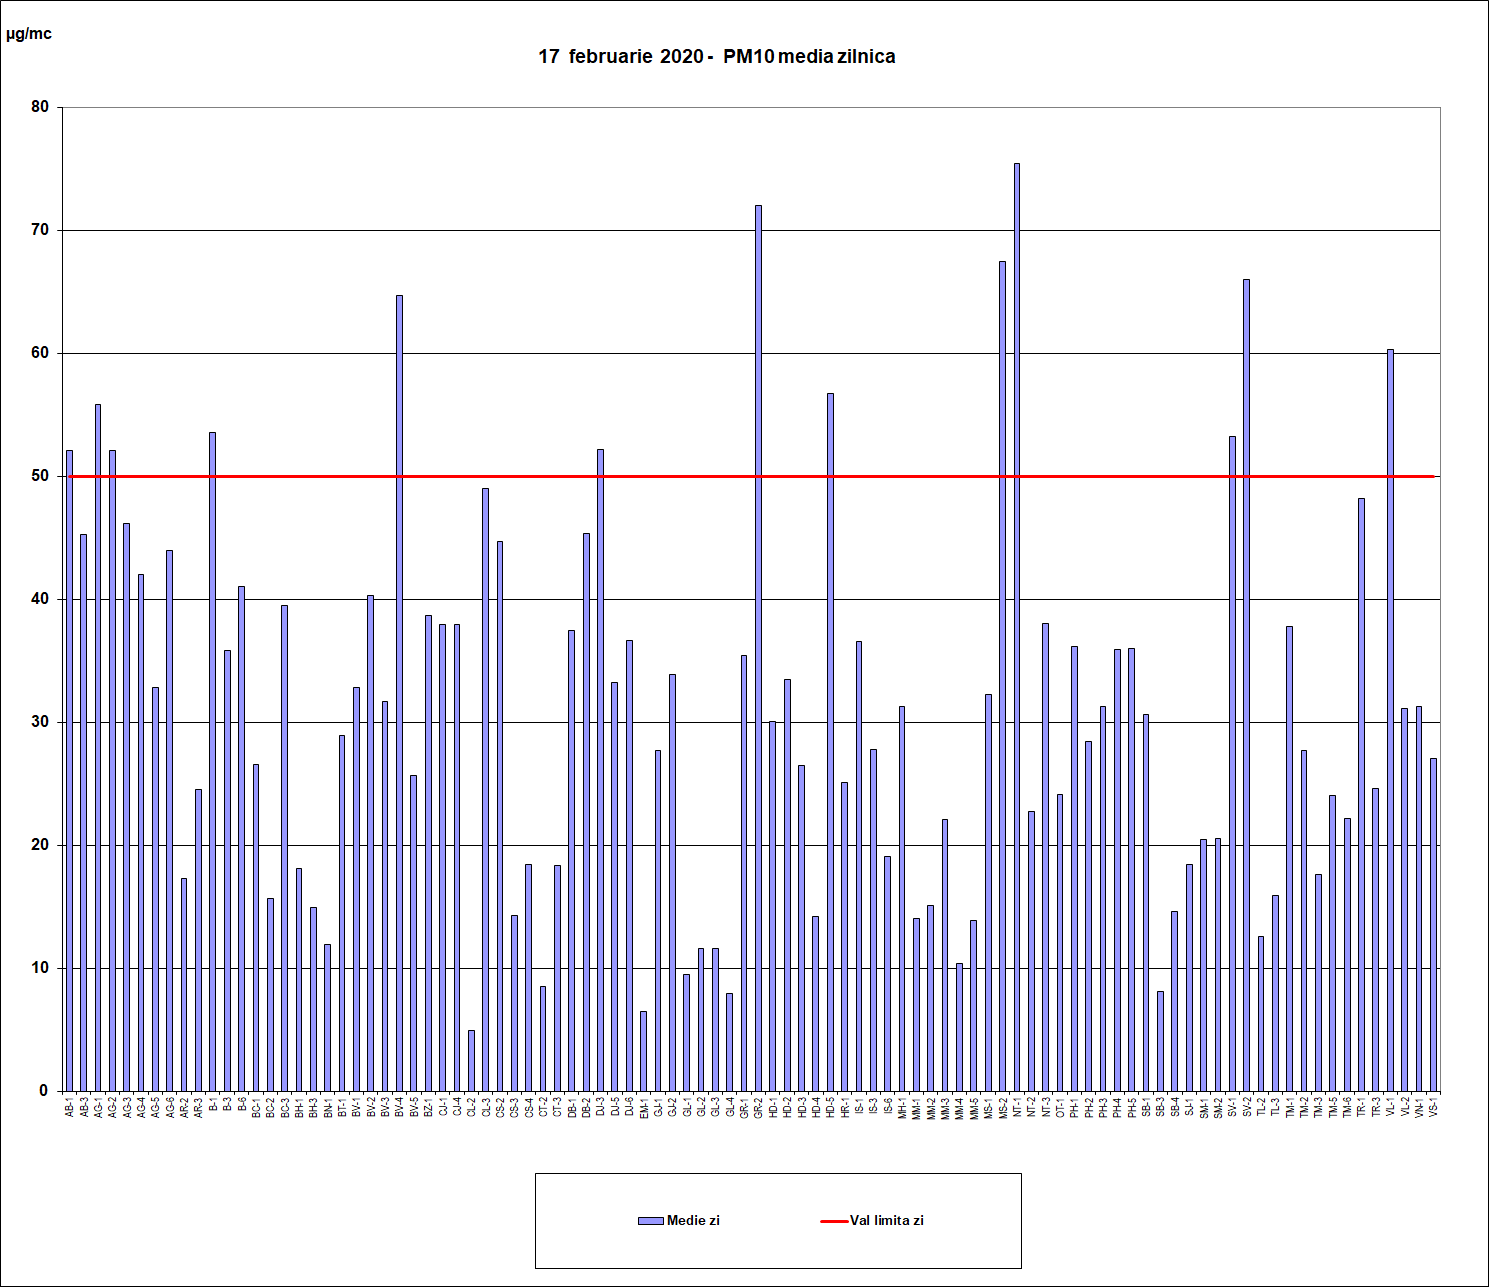 µg/mc
17 februarie 2020 - PM10 media zilnica
80
70
60
50
40
30
20
10
0
AB-1 AB-3 AG-1 AG-2 AG-3 AG-4 AG-5 AG-6 AR-2 AR-3 B-1 B-3 B-6 BC-1 BC-2 BC-3 BH-1 BH-3 BN-1 BT-1 BV-1 BV-2 BV-3 BV-4 BV-5 BZ-1 CJ-1 CJ-4 CL-2 CL-3 CS-2 CS-3 CS-4 CT-2 CT-3 DB-1 DB-2 DJ-3 DJ-5 DJ-6 EM-1 GJ-1 GJ-2 GL-1 GL-2 GL-3 GL-4 GR-1 GR-2 HD-1 HD-2 HD-3 HD-4 HD-5 HR-1 IS-1 IS-3 IS-6 MH-1 MM-1 MM-2 MM-3 MM-4 MM-5 MS-1 MS-2 NT-1 NT-2 NT-3 OT-1 PH-1 PH-2 PH-3 PH-4 PH-5 SB-1 SB-3 SB-4 SJ-1 SM-1 SM-2 SV-1 SV-2 TL-2 TL-3 TM-1 TM-2 TM-3 TM-5 TM-6 TR-1 TR-3 VL-1 VL-2 VN-1 VS-1
Medie zi Val limita zi